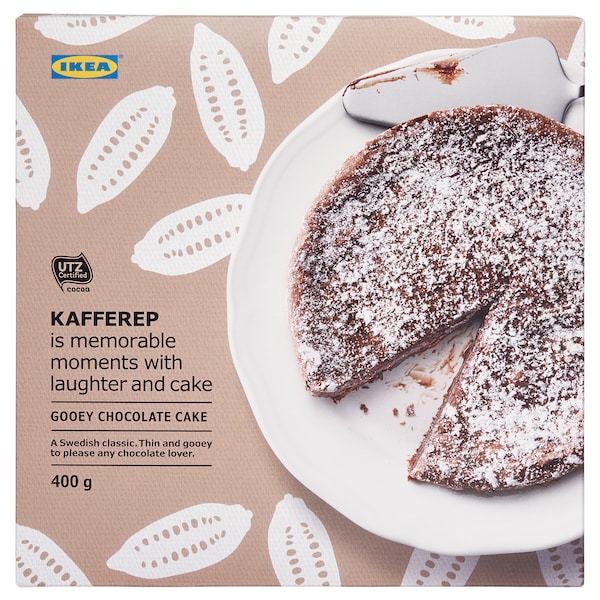 IKEA
UTZ
Certified
cocoa
KAFFEREP
is memorable
moments with
laughter and cake
GOOEY CHOCOLATE CAKE
A Swedish classic. Thin and gooey
to please any chocolate lover.
400 g